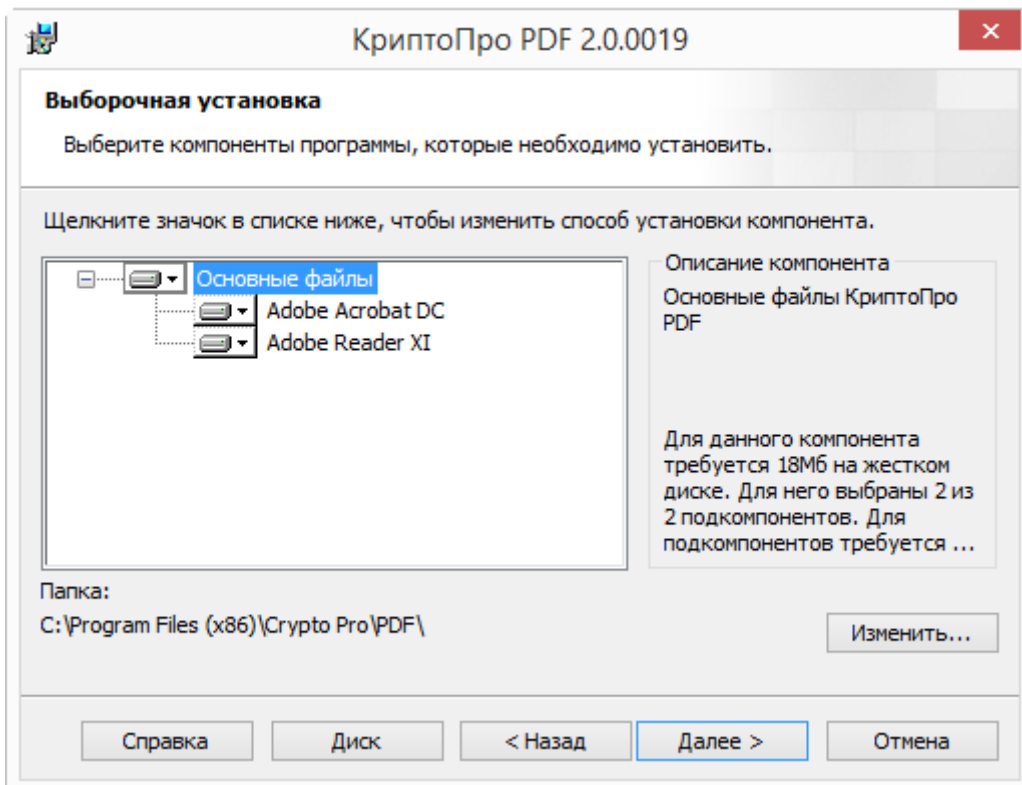 КриптоПро PDF 2.0.0019
Выборочная установка
Выберите компоненты программы, которые необходимо установить.
Щелкните значок в списке ниже, чтобы изменить способ установки компонента.
Основные файлы
Adobe Acrobat DC
Adobe Reader XI
Описание компонента
Основные файлы КриптоПро
PDF
Для данного компонента
требуется 18Мб на жестком
диске. Для него выбраны 2 из
2 подкомпонентов. Для
подкомпонентов требуется ...
Папка:
C:\Program Files (x86)\Crypto Pro\PDF\
Изменить...
Справка
Диск
< Назад
Далее >
Отмена